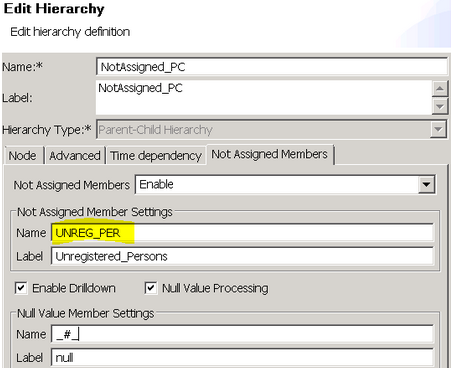 Edit Hierarchy
Edit hierarchy definition
Name:* NotAssigned_PC
Label: NotAssigned_PC
Hierarchy Type:* Parent-Child Hierarchy
Node Advanced Time dependency Not Assigned Members
Not Assigned Members Enable
Not Assigned Member Settings
Name UNREG_PER
Label Unregistered_Persons
Enable Drilldown Null Value Processing
Null Value Member Settings
Name _#_
Label null